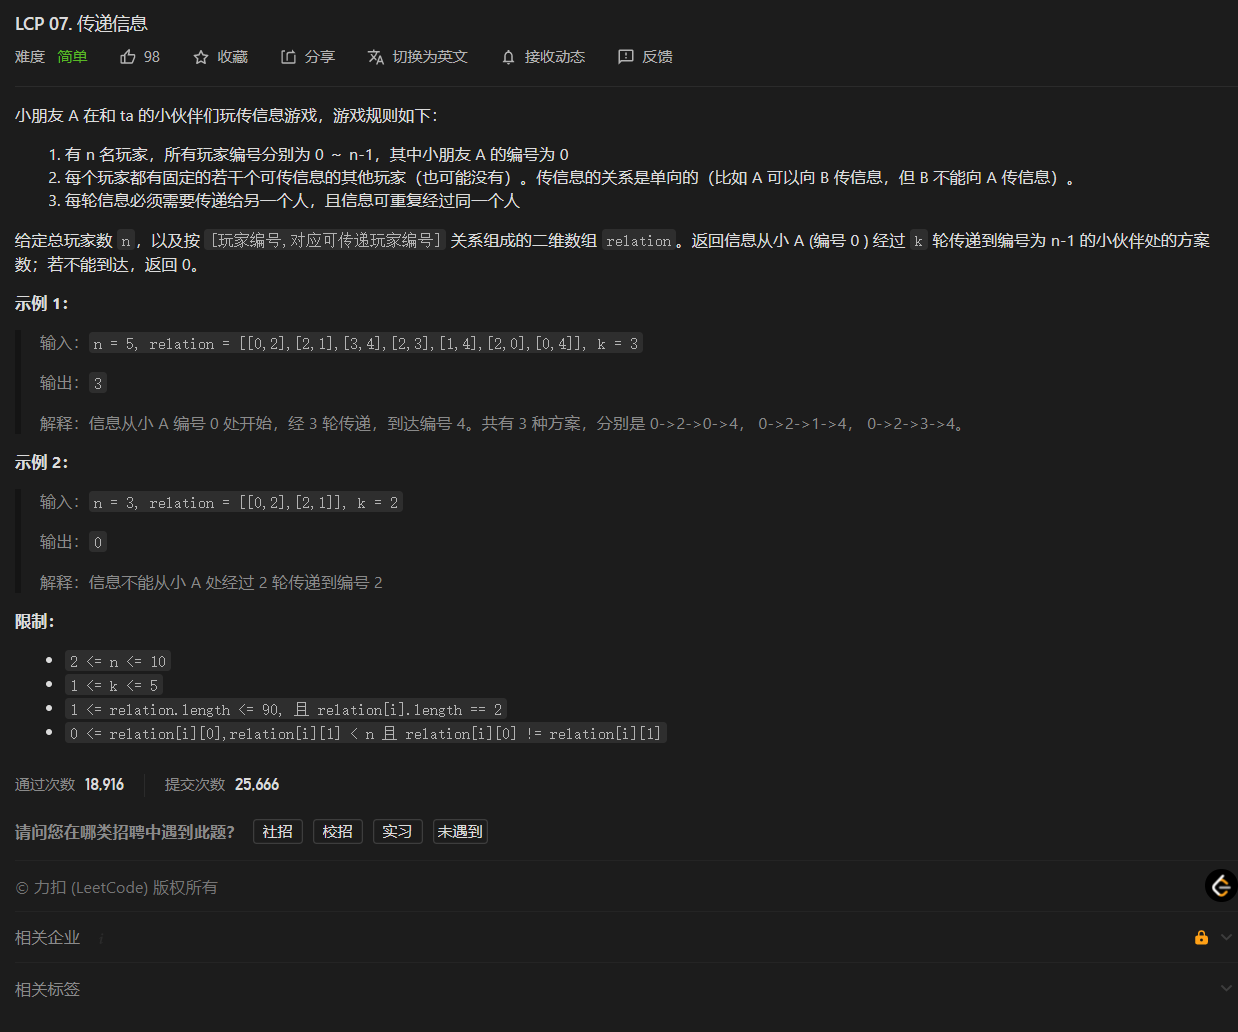 LCP 07. 传递信息
难度 简单 98 收藏 分享 切换为英文 接收动态 反馈
小朋友 A 在和 ta 的小伙伴们玩传信息游戏，游戏规则如下：
1. 有 n 名玩家，所有玩家编号分别为 0 ～ n-1，其中小朋友 A 的编号为 0
2. 每个玩家都有固定的若干个可传信息的其他玩家（也可能没有）。传信息的关系是单向的（比如 A 可以向 B 传信息，但 B 不能向 A 传信息）。
3. 每轮信息必须需要传递给另一个人，且信息可重复经过同一个人
给定总玩家数 n，以及按 [玩家编号,对应可传递玩家编号] 关系组成的二维数组 relation。返回信息从小 A (编号 0 ) 经过 k 轮传递到编号为 n-1 的小伙伴处的方案
数；若不能到达，返回 0。
示例 1：
输入：n = 5, relation = [[0,2],[2,1],[3,4],[2,3],[1,4],[2,0],[0,4]], k = 3
输出：3
解释：信息从小 A 编号 0 处开始，经 3 轮传递，到达编号 4。共有 3 种方案，分别是 0->2->0->4， 0->2->1->4， 0->2->3->4。
示例 2：
输入：n = 3, relation = [[0,2],[2,1]], k = 2
输出：0
解释：信息不能从小 A 处经过 2 轮传递到编号 2
限制：
• 2 <= n <= 10
• 1 <= k <= 5
• 1 <= relation.length <= 90, 且 relation[i].length == 2
• 0 <= relation[i][0],relation[i][1] < n 且 relation[i][0] != relation[i][1]
通过次数 18,916 提交次数 25,666
请问您在哪类招聘中遇到此题？ 社招 校招 实习 未遇到
© 力扣 (LeetCode) 版权所有
相关企业 i
相关标签